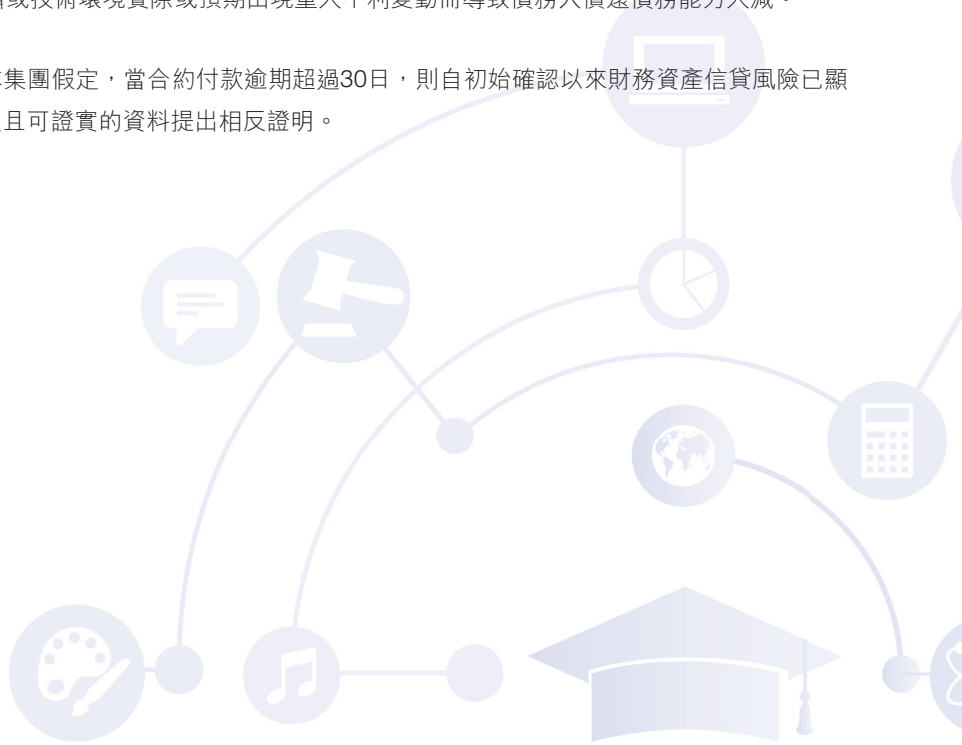 技術環境實際或預期出現重大不利變動而導致債務人償還債務能力大減。
集團假定，當合約付款逾期超過30日，則自初始確認以來財務資產信貸風險已顯
且可證實的資料提出相反證明。